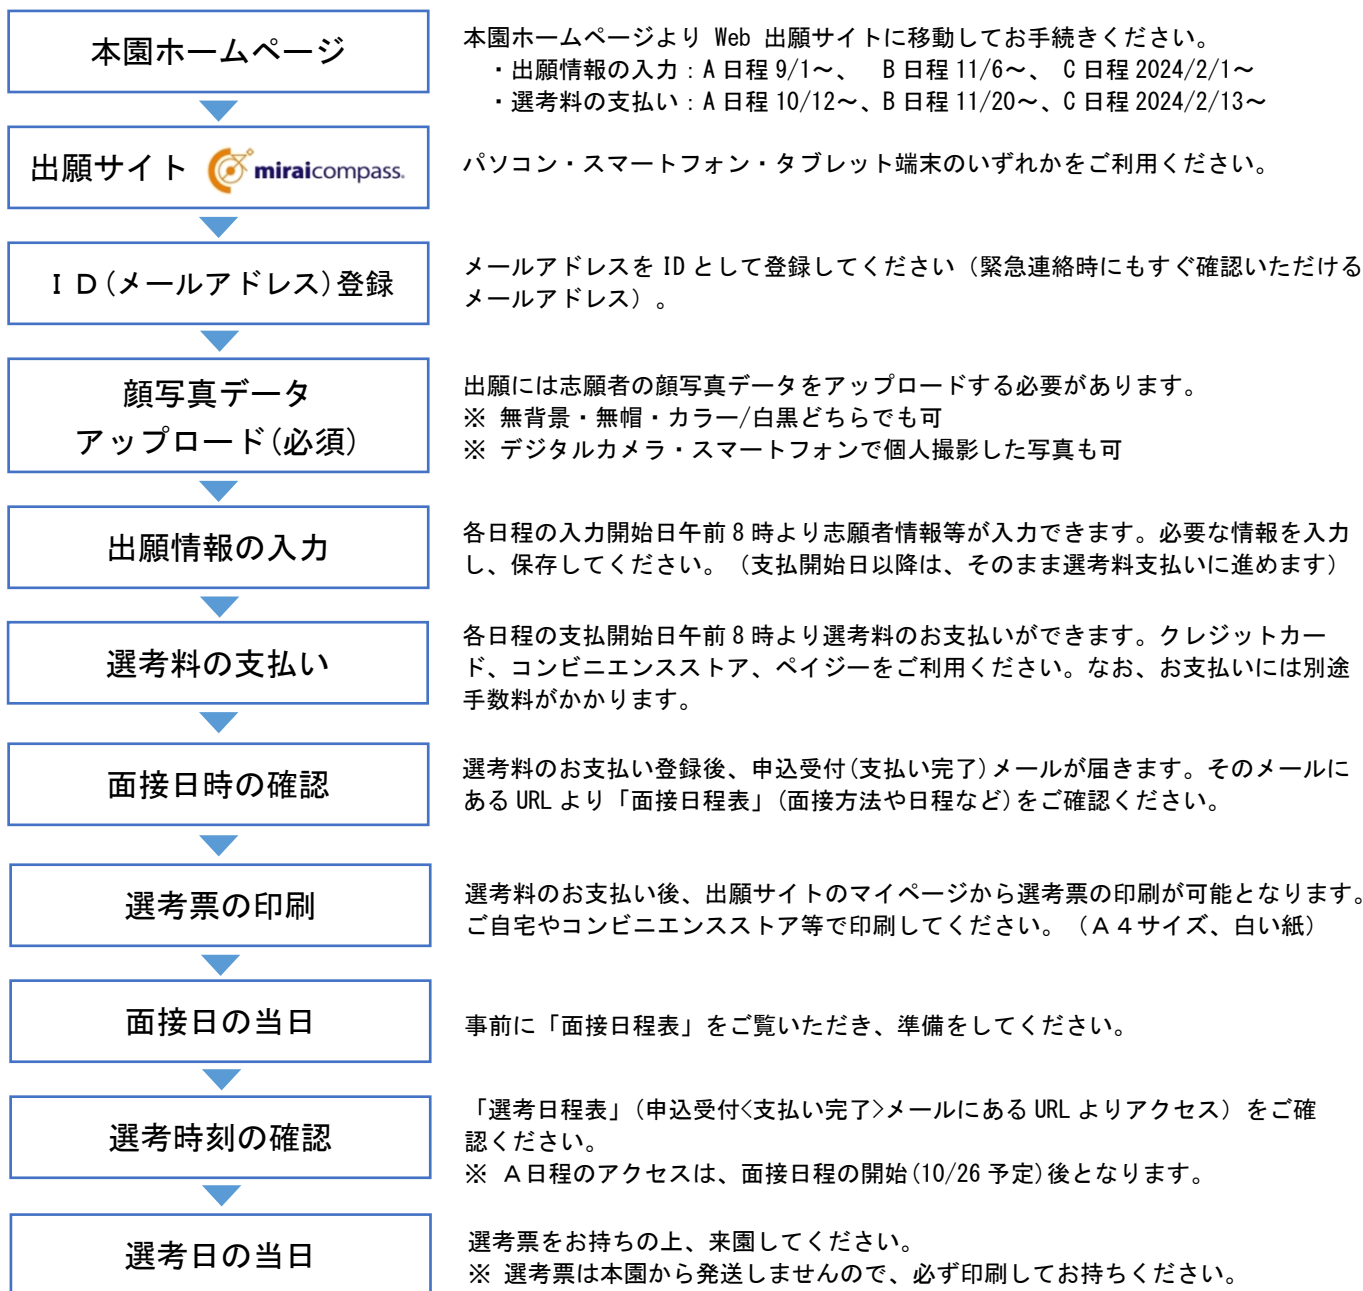 本園ホームページ
本園ホームページより Web 出願サイトに移動してお手続きください。
・出願情報の入力：A 日程 9/1～、 B 日程 11/6～、 C 日程 2024/2/1～
・選考料の支払い：A 日程 10/12～、B 日程 11/20～、C 日程 2024/2/13～
出願サイト miraicompass.
パソコン・スマートフォン・タブレット端末のいずれかをご利用ください。
ＩＤ(メールアドレス)登録
メールアドレスを ID として登録してください（緊急連絡時にもすぐ確認いただける
メールアドレス）。
顔写真データ
アップロード(必須)
出願には志願者の顔写真データをアップロードする必要があります。
※ 無背景・無帽・カラー/白黒どちらでも可
※ デジタルカメラ・スマートフォンで個人撮影した写真も可
出願情報の入力
各日程の入力開始日午前 8 時より志願者情報等が入力できます。必要な情報を入力
し、保存してください。（支払開始日以降は、そのまま選考料支払いに進めます）
選考料の支払い
各日程の支払開始日午前 8 時より選考料のお支払いができます。クレジットカー
ド、コンビニエンスストア、ペイジーをご利用ください。なお、お支払いには別途
手数料がかかります。
面接日時の確認
選考料のお支払い登録後、申込受付(支払い完了)メールが届きます。そのメールに
ある URL より「面接日程表」(面接方法や日程など)をご確認ください。
選考票の印刷
選考料のお支払い後、出願サイトのマイページから選考票の印刷が可能となります。
ご自宅やコンビニエンスストア等で印刷してください。（Ａ４サイズ、白い紙）
面接日の当日
事前に「面接日程表」をご覧いただき、準備をしてください。
選考時刻の確認
「選考日程表」(申込受付<支払い完了>メールにある URL よりアクセス）をご確
認ください。
※ Ａ日程のアクセスは、面接日程の開始(10/26 予定)後となります。
選考日の当日
選考票をお持ちの上、来園してください。
※ 選考票は本園から発送しませんので、必ず印刷してお持ちください。